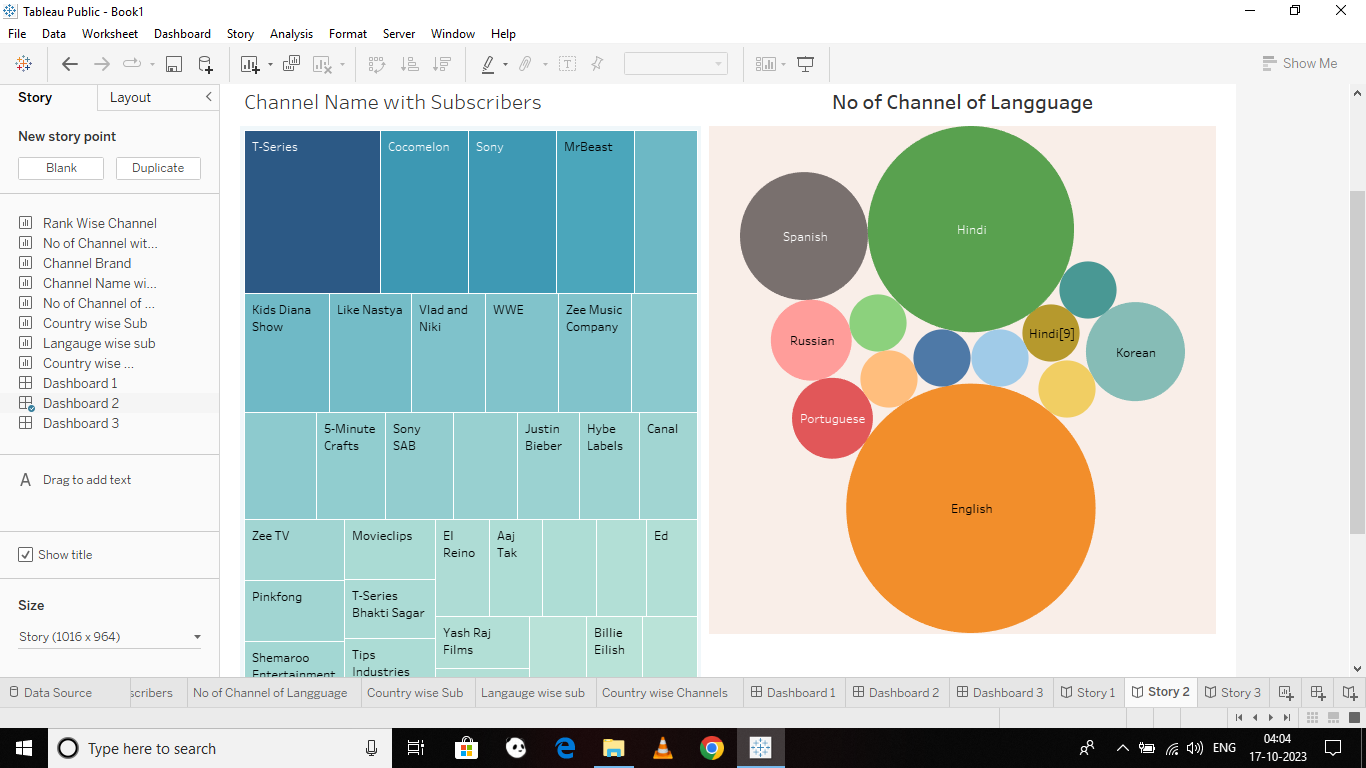 Tableau Public - Book1
File Data Worksheet Dashboard Story Analysis Format Server Window Help
Show Me
Story Layout
New story point
Blank Duplicate
Rank Wise Channel
No of Channel wit...
Channel Brand
Channel Name wi...
No of Channel of ...
Country wise Sub
Langauge wise sub
Country wise ...
Dashboard 1
Dashboard 2
Dashboard 3
A Drag to add text
Show title
Size
Story (1016 x 964)
Channel Name with Subscribers
T-Series Cocomelon Sony MrBeast
Kids Diana
Show
Like Nastya
Vlad and
Niki
WWE
Zee Music
Company
5-Minute
Crafts
Sony
SAB
Justin
Bieber
Hybe
Labels
Canal
Zee TV
Movieclips
El
Reino
Aaj
Tak
Ed
Pinkfong
T-Series
Bhakti Sagar
Yash Raj
Films
Billie
Eilish
Shemaroo
Entertainment
Tips
Industries
No of Channel of Langguage
Hindi
Spanish
Russian
Hindi[9]
Korean
Portuguese
English
Data Source scribers No of Channel of Langguage Country wise Sub Langauge wise sub Country wise Channels Dashboard 1 Dashboard 2 Dashboard 3 Story 1 Story 2 Story 3
Type here to search
ENG
04:04
17-10-2023